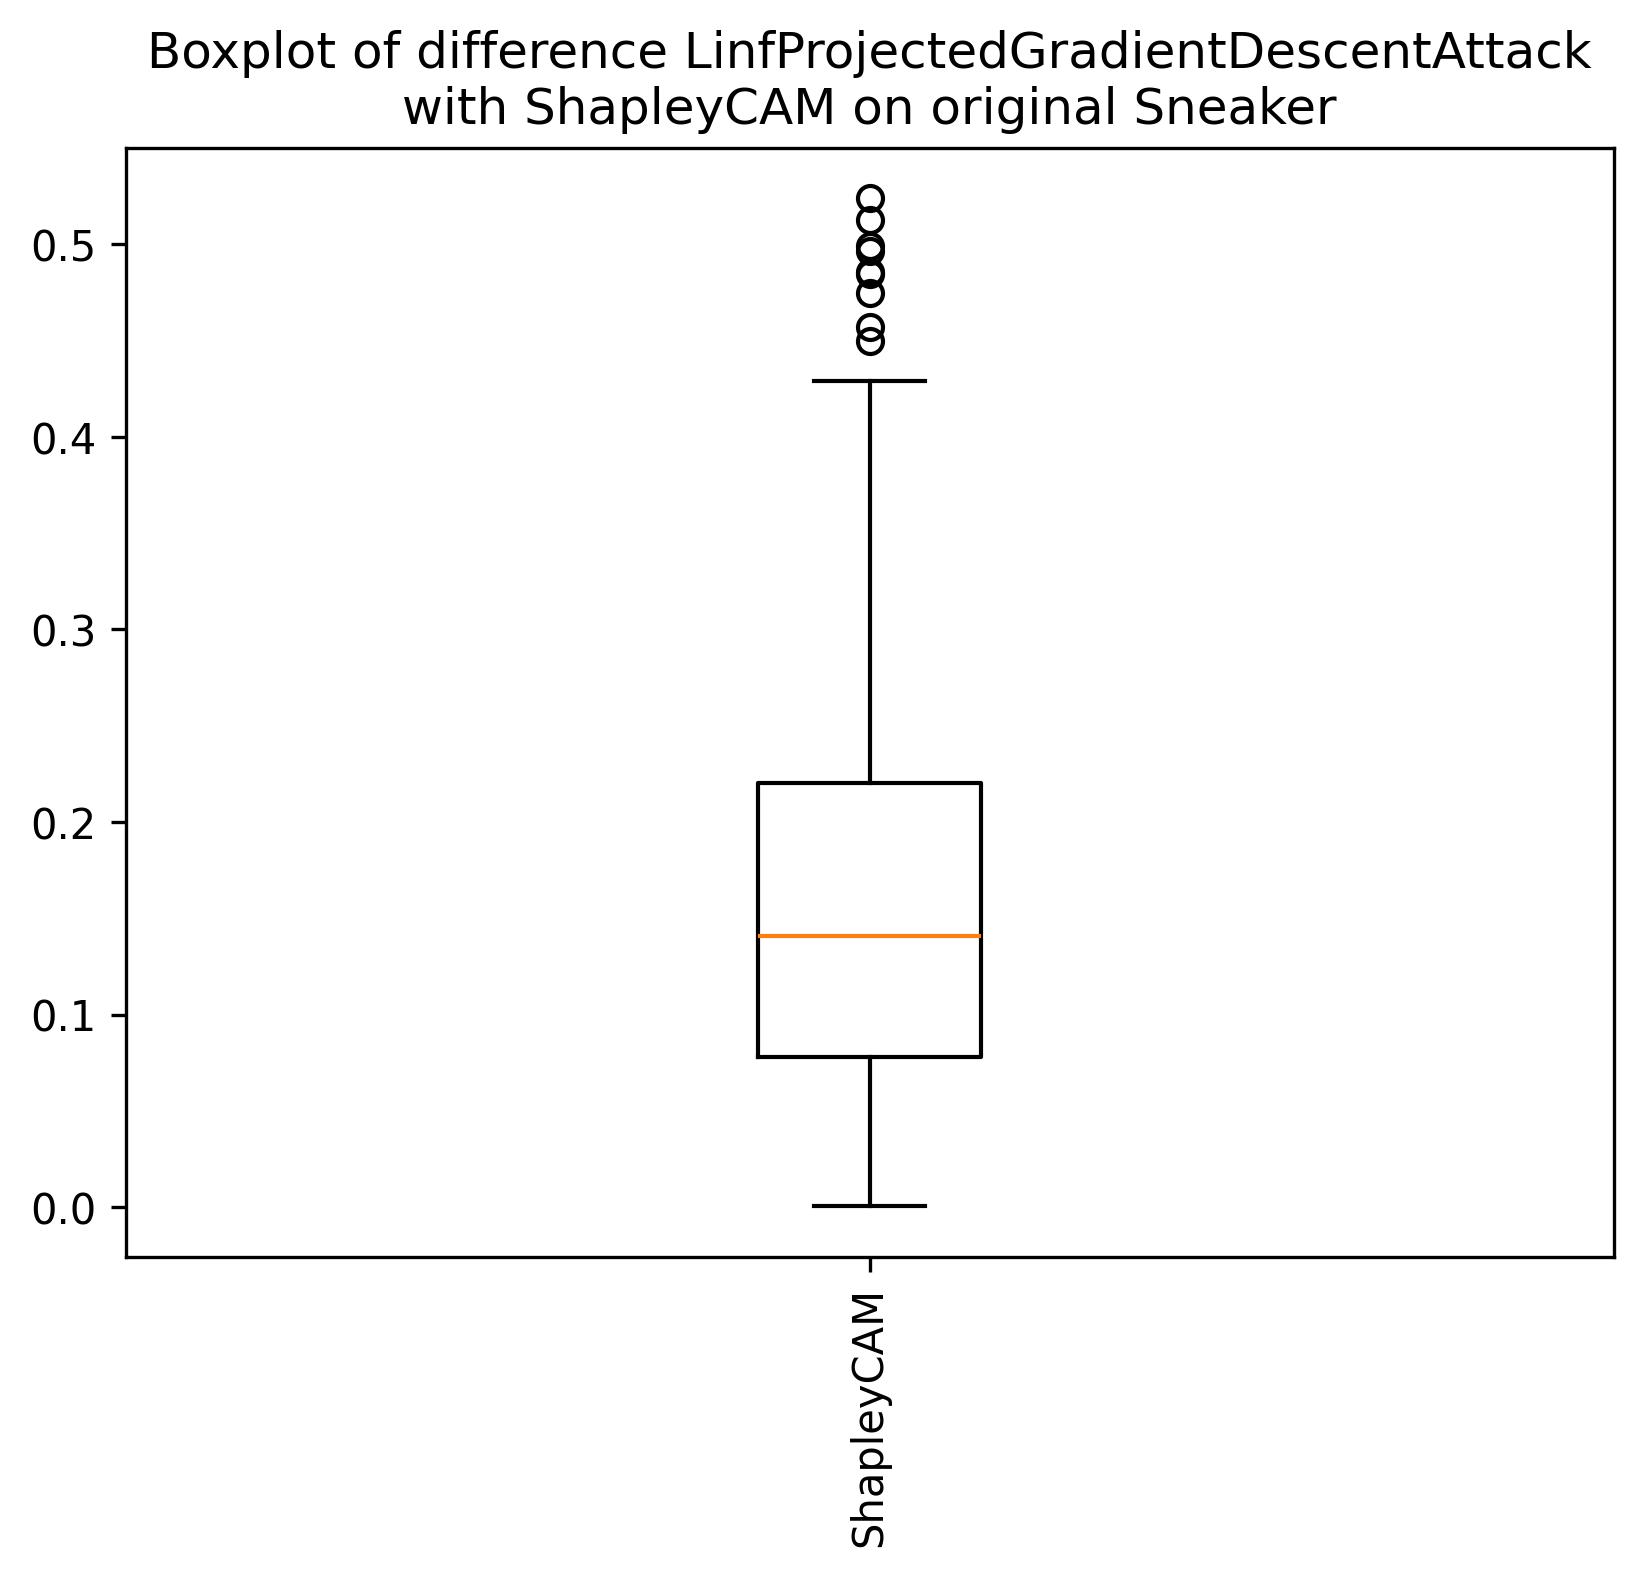 Boxplot of difference LinfProjectedGradientDescentAttack
with ShapleyCAM on original Sneaker
0.5
0.4
0.3
0.2
0.1
0.0
ShapleyCAM